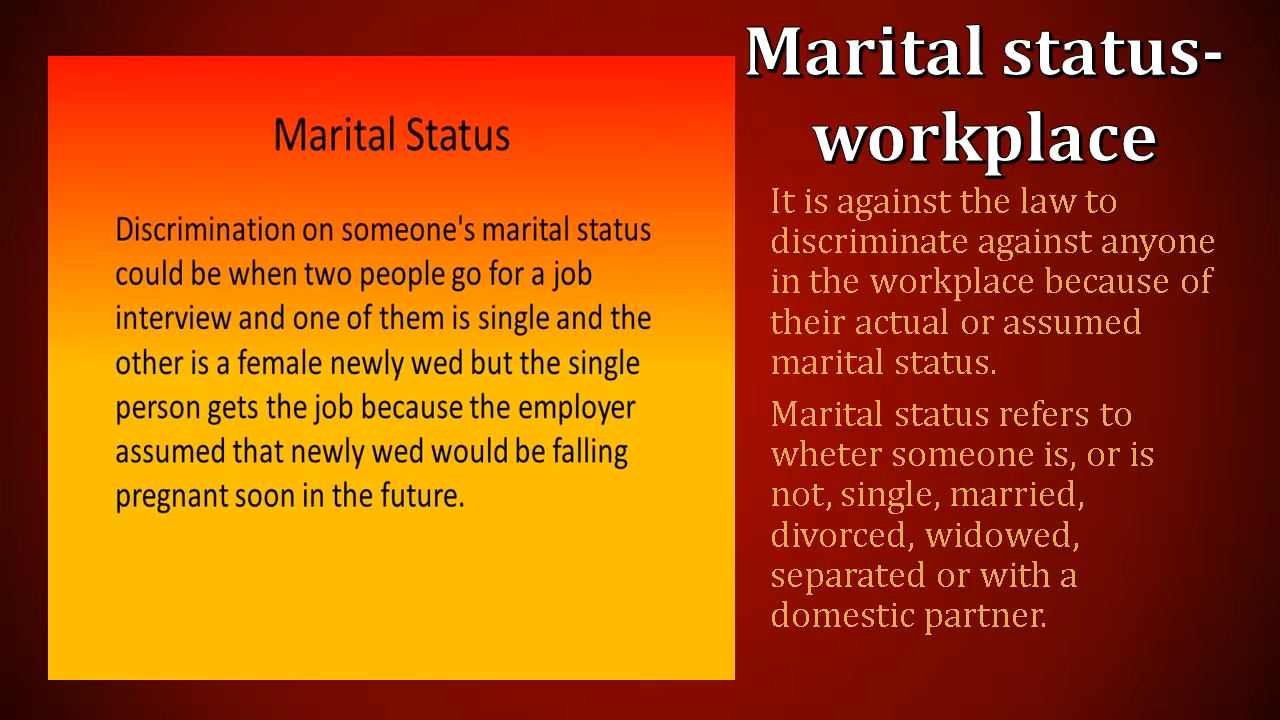 Marital status-
workplace
Marital Status
Discrimination on someone's marital status
could be when two people go for a job
interview and one of them is single and the
other is a female newly wed but the single
person gets the job because the employer
assumed that newly wed would be falling
pregnant soon in the future.
It is against the law to
discriminate against anyone
in the workplace because of
their actual or assumed
marital status.
Marital status refers to
wheter someone is, or is
not, single, married,
divorced, widowed,
separated or with a
domestic partner.